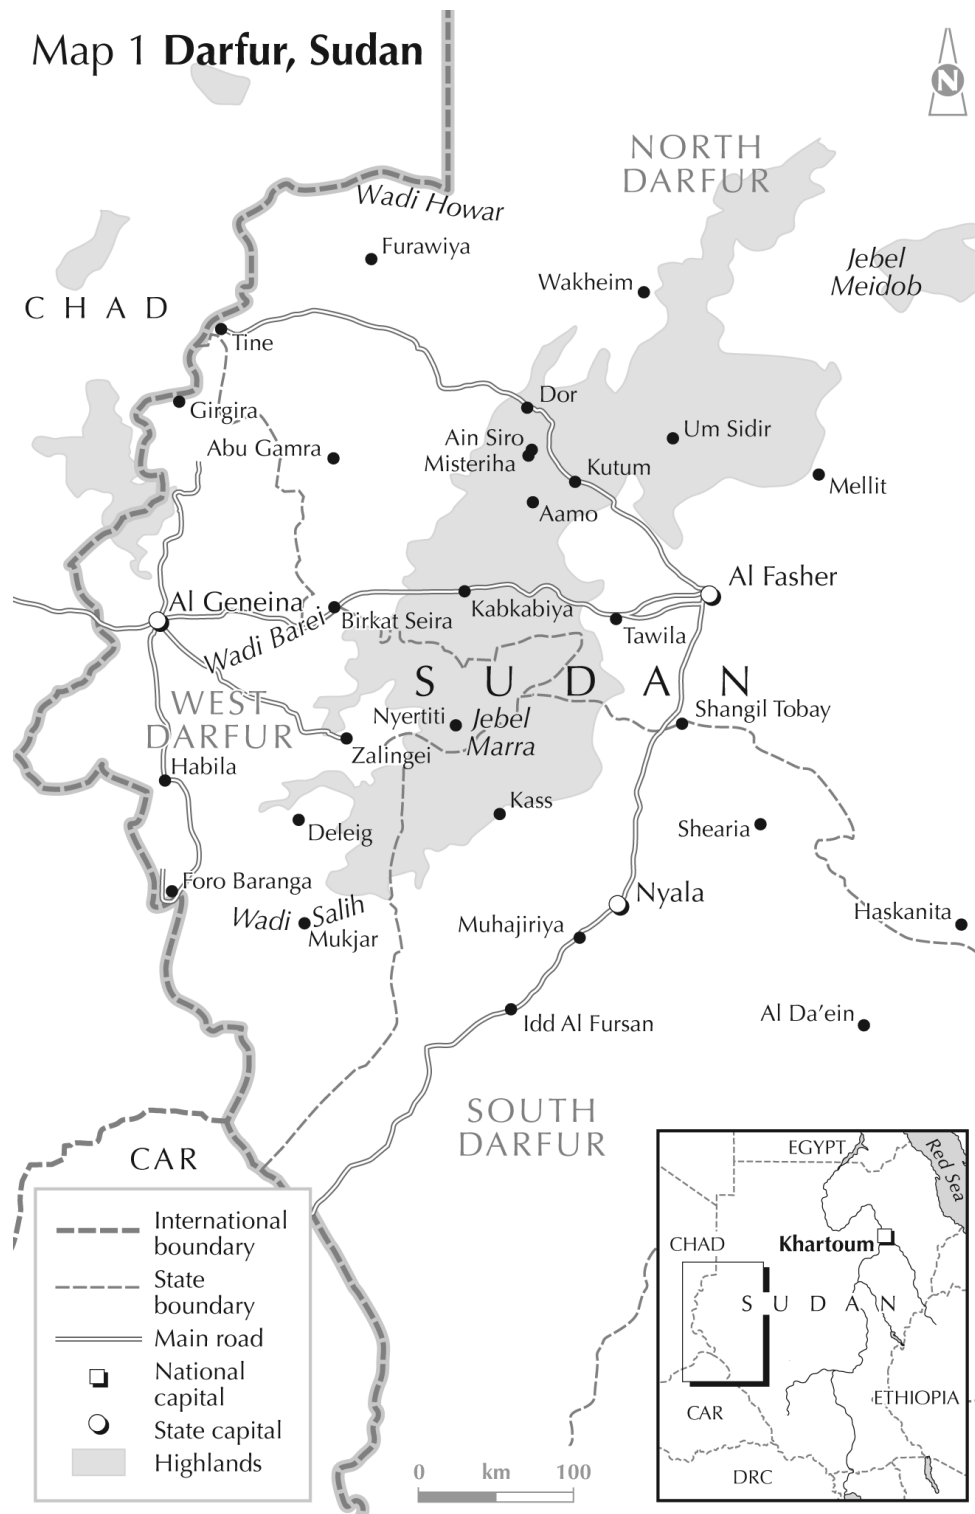 Map 1 Darfur, Sudan
N
NORTH
DARFUR
Wadi Howar
Furawiya
Jebel
Meidob
Wakheim
CHAD
Tine
Dor
Girgira
Um Sidir
Ain Siro
Abu Gamra
Misteriha
Kutum
Mellit
Aamo
Al Fasher
Al Geneina
Kabkabiya
Birkat Seira
Tawila
Wadi Barei
SUDAN
WEST
DARFUR
Nyertiti
Jebel
Marra
Shangil Tobay
Zalingei
Habila
Kass
Deleig
Shearia
Foro Baranga
Nyala
Wadi Salih
Mukjar
Haskanita
Muhajiriya
Al Da'ein
Idd Al Fursan
SOUTH
DARFUR
CAR
International
boundary
State
boundary
Main road
National
capital
State capital
Highlands
0 km 100
EGYPT
Red Sea
CHAD
Khartoum
SUDAN
ETHIOPIA
CAR
DRC